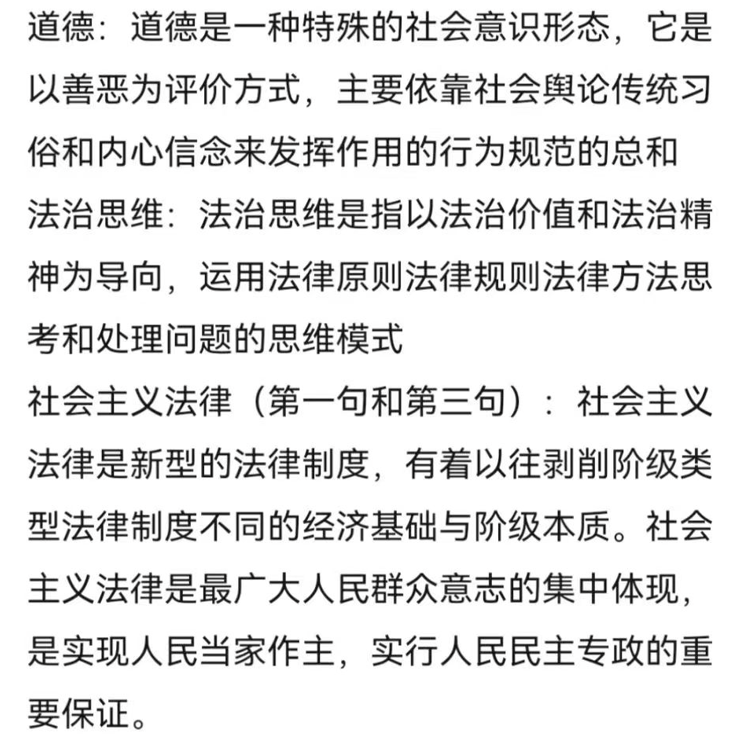 道德：道德是一种特殊的社会意识形态，它是
以善恶为评价方式，主要依靠社会舆论传统习
俗和内心信念来发挥作用的行为规范的总和
法治思维：法治思维是指以法治价值和法治精
神为导向，运用法律原则法律规则法律方法思
考和处理问题的思维模式
社会主义法律（第一句和第三句）：社会主义
法律是新型的法律制度，有着以往剥削阶级类
型法律制度不同的经济基础与阶级本质。社会
主义法律是最广大人民群众意志的集中体现，
是实现人民当家作主，实行人民民主专政的重
要保证。